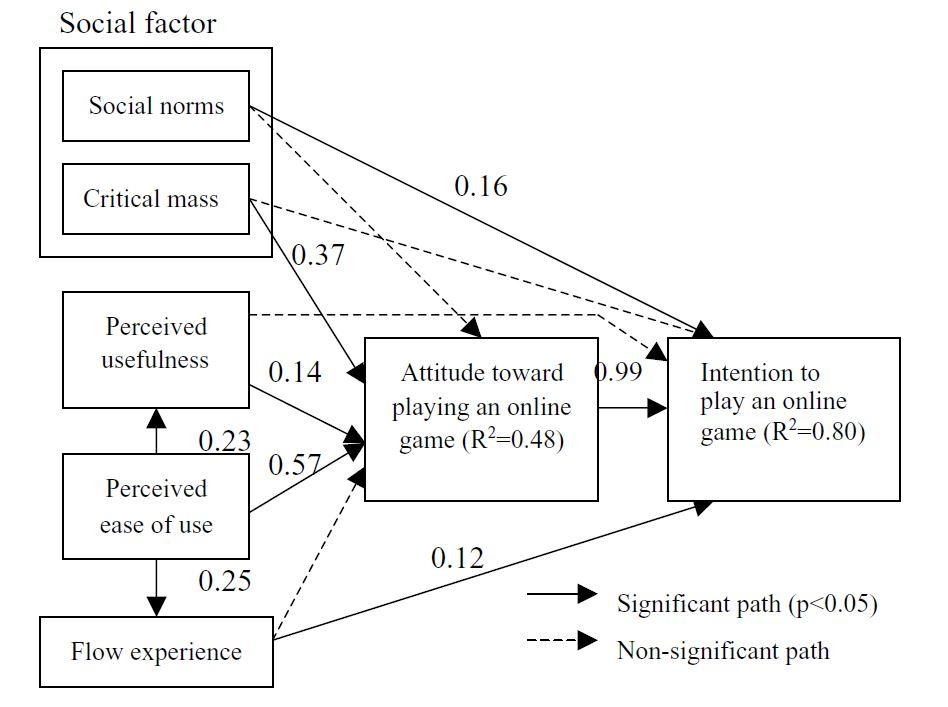 Social factor
Social norms
Critical mass
0.16
0.37
Perceived
usefulness
0.14
0.23
0.57
Perceived
ease of use
0.25
Flow experience
Attitude toward
playing an online
game (R²=0.48)
0.99
Intention to
play an online
game (R²=0.80)
0.12
Significant path (p<0.05)
Non-significant path